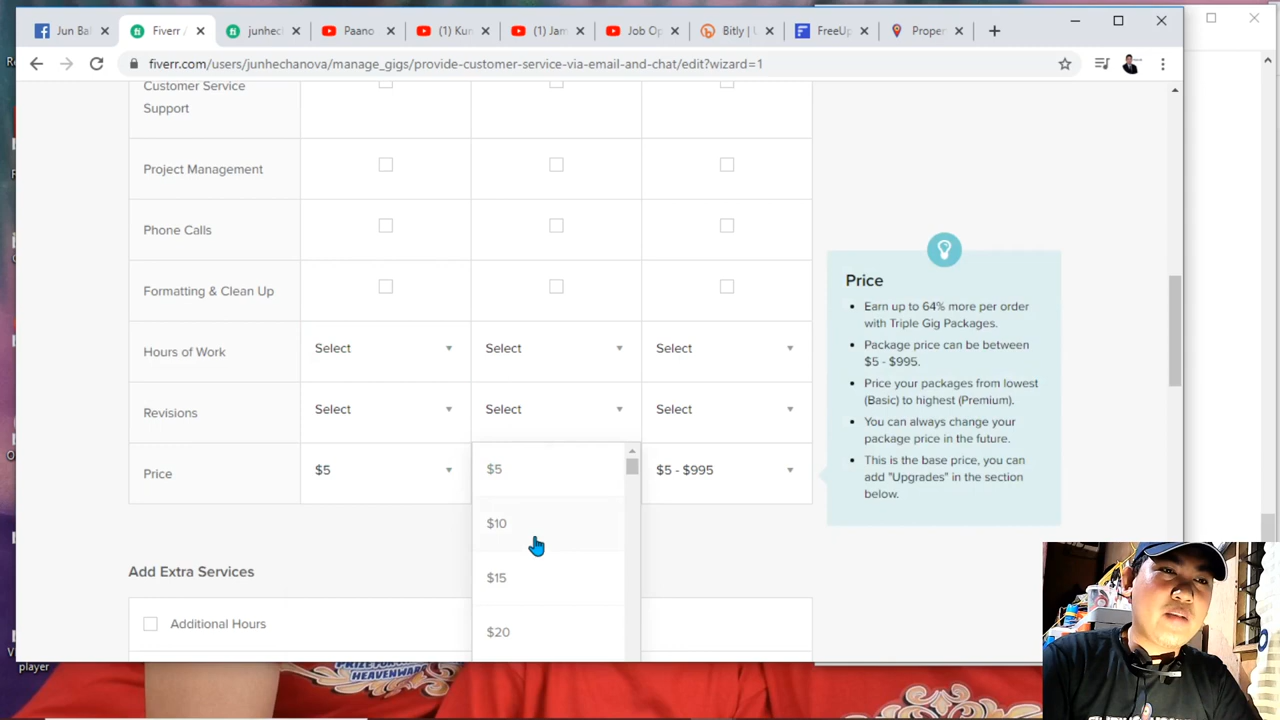 Jun Bal
Fiverr /
junhec
Paano
(1) Kun
(1) Jam
Job Op
Bitly | U
FreeUp
Proper
fiverr.com/users/junhechanova/manage_gigs/provide-customer-service-via-email-and-chat/edit?wizard=1
Customer Service
Support
Project Management
Phone Calls
Formatting & Clean Up
Hours of Work
Select
Select
Select
Revisions
Select
Select
Select
Price
$5
$5
$10
$15
$20
$5 - $995
Price
• Earn up to 64% more per order
with Triple Gig Packages.
• Package price can be between
$5 - $995.
• Price your packages from lowest
(Basic) to highest (Premium).
• You can always change your
package price in the future.
• This is the base price, you can
add "Upgrades" in the section
below.
Add Extra Services
Additional Hours
player
HEAVENWARD